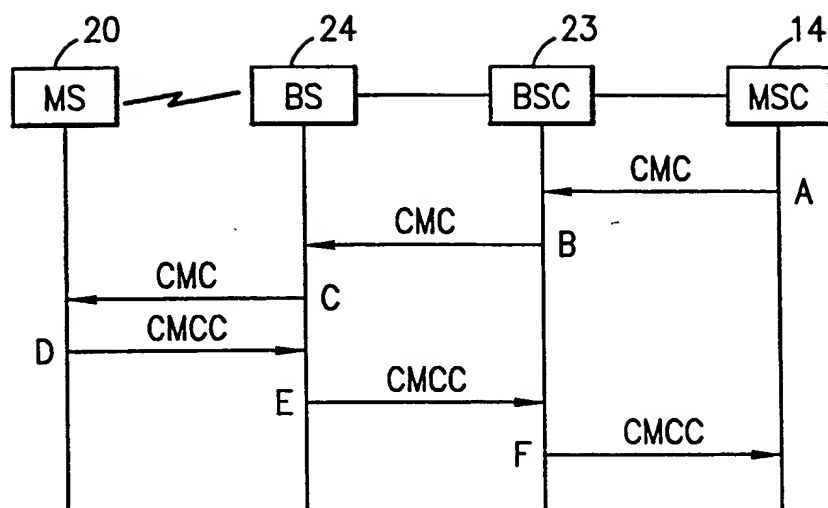 20 24 23 14
MS BS BSC MSC
CMC A
CMC B
CMC C
D CMCC
E CMCC
F CMCC